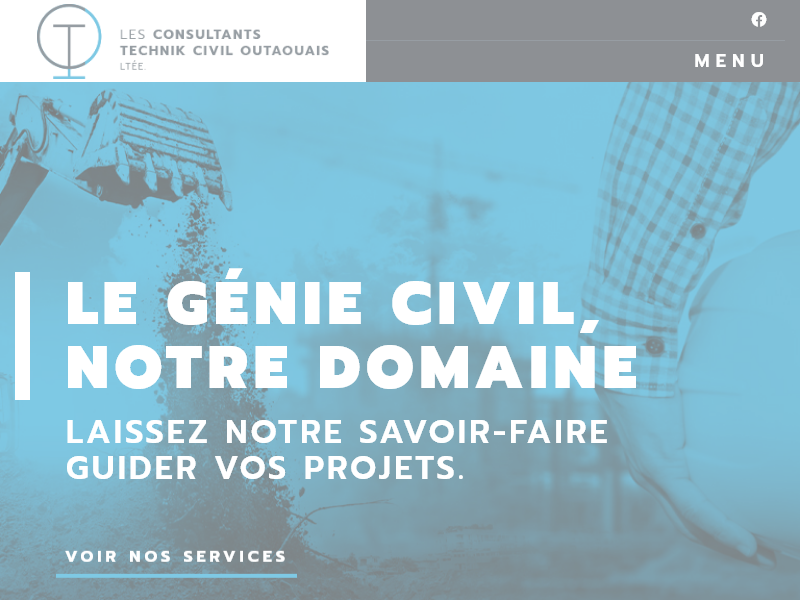 LES CONSULTANTS
TECHNIK CIVIL OUTAOUAIS
LTÉE.
MENU
LE GÉNIE CIVIL,
NOTRE DOMAINE
LAISSEZ NOTRE SAVOIR-FAIRE
GUIDER VOS PROJETS.
VOIR NOS SERVICES